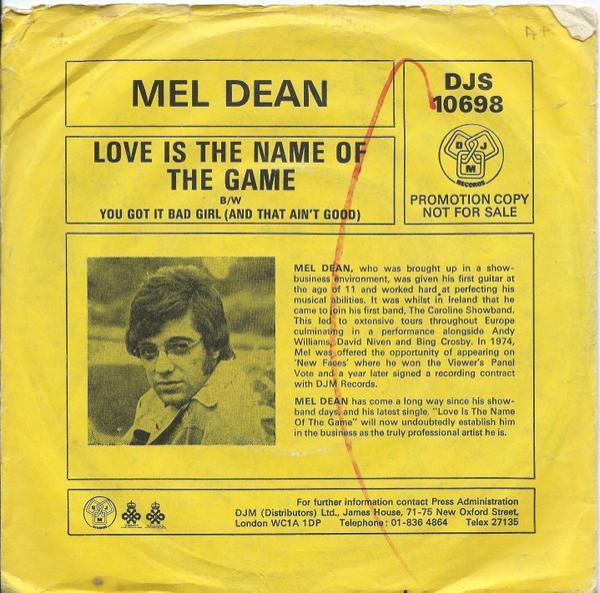 AF
MEL DEAN
DJS
10698
DJM
RECORDS
PROMOTION COPY
NOT FOR SALE
LOVE IS THE NAME OF
THE GAME
B/W
YOU GOT IT BAD GIRL (AND THAT AIN'T GOOD)
MEL DEAN, who was brought up in a show-
business environment, was given his first guitar at
the age of 11 and worked hard at perfecting his
musical abilities. It was whilst in Ireland that he
came to join his first band, The Caroline Showband.
This led to extensive tours throughout Europe
culminating in a performance alongside Andy
Williams, David Niven and Bing Crosby. In 1974,
Mel was offered the opportunity of appearing on
'New Faces' where he won the Viewer's Panel
Vote and a year later signed a recording contract
with DJM Records.
MEL DEAN has come a long way since his show-
band days, and his latest single, "Love Is The Name
Of The Game" will now undoubtedly establish him
in the business as the truly professional artist he is.
DJM
For further information contact Press Administration
DJM (Distributors) Ltd., James House, 71-75 New Oxford Street,
London WC1A 1DP Telephone: 01-836 4864 Telex 27135